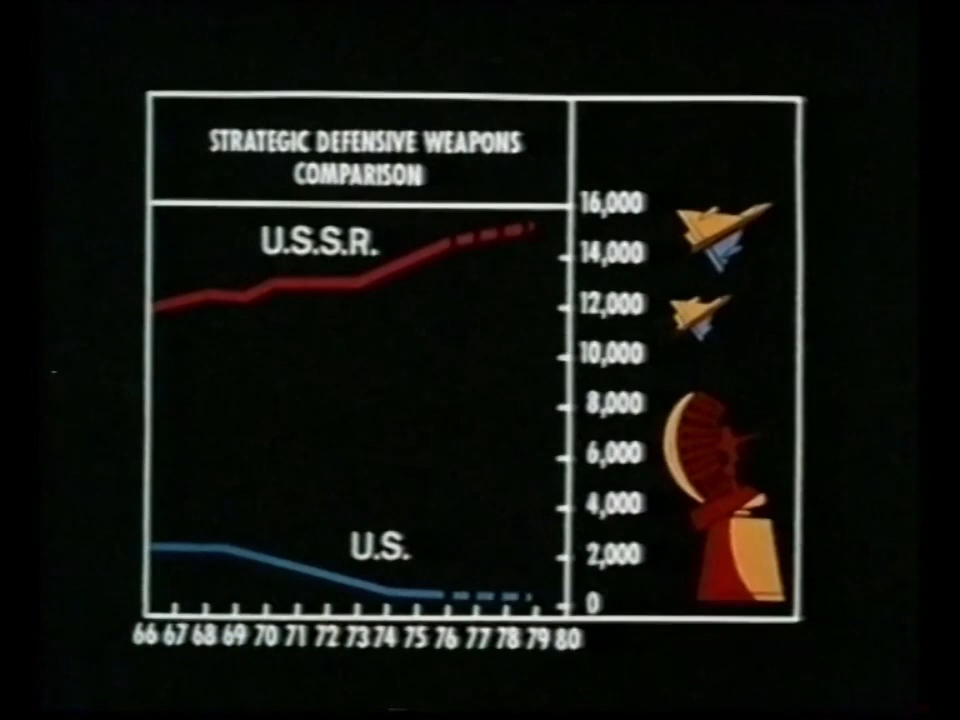 STRATEGIC DEFENSIVE WEAPONS
COMPARISON
U.S.S.R.
U.S.
16,000
14,000
12,000
10,000
8,000
6,000
4,000
2,000
0
66 67 68 69 70 71 72 73 74 75 76 77 78 79 80